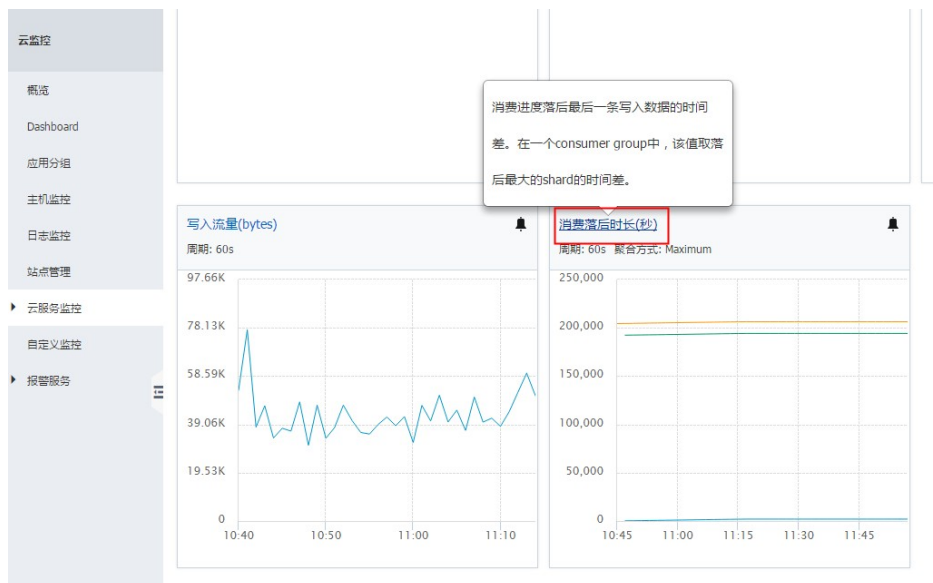 云监控
概览
Dashboard
应用分组
主机监控
日志监控
站点管理
云服务监控
自定义监控
报警服务
消费进度落后最后一条写入数据的时间
差。在一个consumer group中，该值取落
后最大的shard的时间差。
写入流量(bytes)
周期: 60s
97.66K
78.13K
58.59K
39.06K
19.53K
0
10:40 10:50 11:00 11:10
消费落后时长(秒)
周期: 60s 聚合方式: Maximum
250,000
200,000
150,000
100,000
50,000
0
10:45 11:00 11:15 11:30 11:45